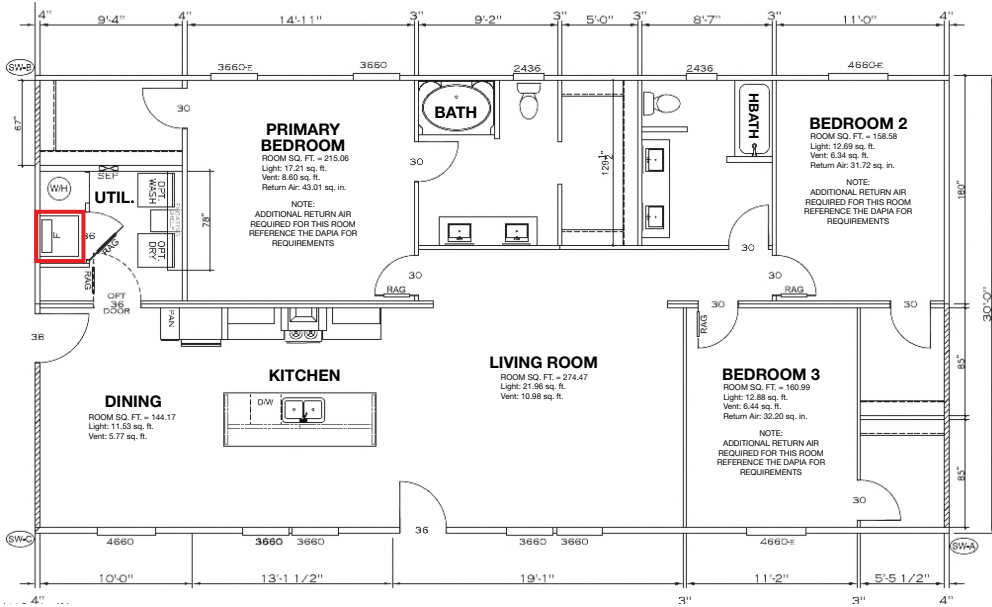 4"
9'-4"
4"
14'-11"
3"
9'-2"
3"
5'-0"
3"
8'-7"
3"
11'-0"
4"
SW-B
3660-E
3660
2436
2436
4660-E
67"
30
PRIMARY
BEDROOM
ROOM SQ. FT. = 215.06
Light: 17.21 sq. ft.
Vent: 8.60 sq. ft.
Return Air: 43.01 sq. in.
NOTE:
ADDITIONAL RETURN AIR
REQUIRED FOR THIS ROOM
REFERENCE THE DAPIA FOR
REQUIREMENTS
BATH
30
129 1/2"
HBATH
BEDROOM 2
ROOM SQ. FT. = 158.58
Light: 12.69 sq. ft.
Vent: 6.34 sq. ft.
Return Air: 31.72 sq. in.
NOTE:
ADDITIONAL RETURN AIR
REQUIRED FOR THIS ROOM
REFERENCE THE DAPIA FOR
REQUIREMENTS
180"
SEF
W/H
UTIL.
OPT.
WASH
78"
F
36
RAG
OPT.
DRY
RAG
OPT
36
DOOR
30
RAG
30
30
RAG
30
30
RAG
30'-0"
38
PAN
DINING
ROOM SQ. FT. = 144.17
Light: 11.53 sq. ft.
Vent: 5.77 sq. ft.
KITCHEN
D/W
LIVING ROOM
ROOM SQ. FT. = 274.47
Light: 21.96 sq. ft.
Vent: 10.98 sq. ft.
BEDROOM 3
ROOM SQ. FT. = 160.99
Light: 12.88 sq. ft.
Vent: 6.44 sq. ft.
Return Air: 32.20 sq. in.
NOTE:
ADDITIONAL RETURN AIR
REQUIRED FOR THIS ROOM
REFERENCE THE DAPIA FOR
REQUIREMENTS
85"
85"
30
36
SW-C
4660
3660
3660
3660
3660
4660-E
SW-A
10'-0"
13'-1 1/2"
19'-1"
11'-2"
5'-5 1/2"
4"
3"
3"
4"